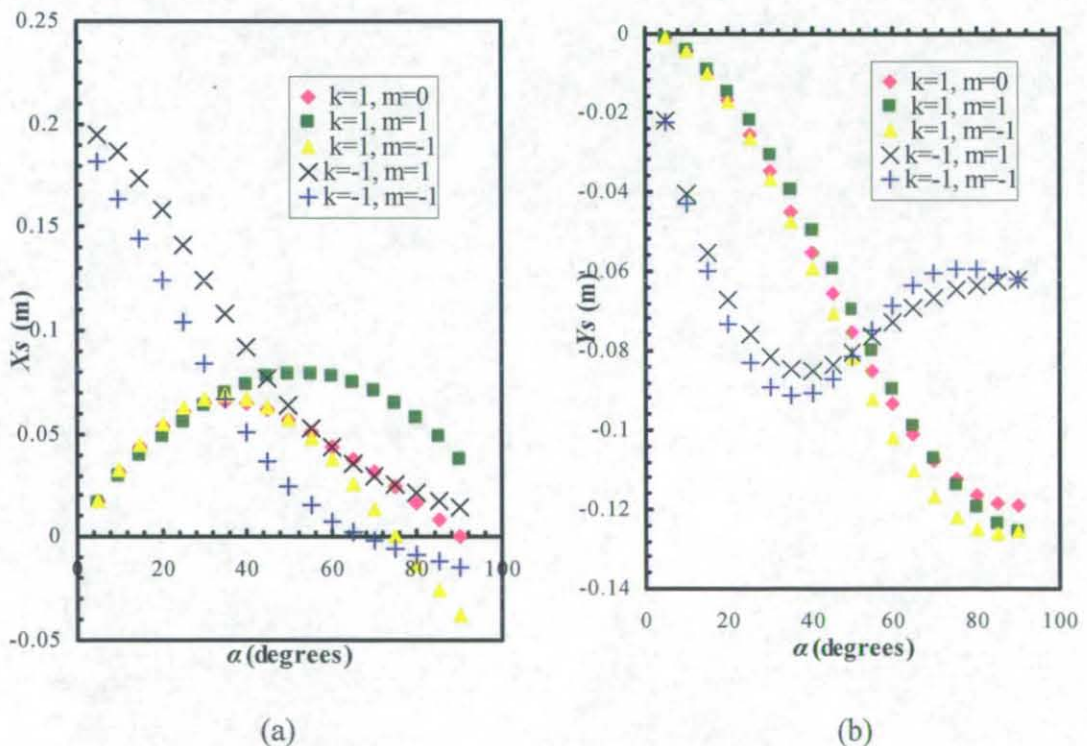 0.25
0.20
0.15
0.10
0.05
0
-0.05
Xs (m)
k=1, m=0
k=1, m=1
k=1, m=-1
k=-1, m=1
k=-1, m=-1
0
20
40
60
80
100
α (degrees)
(a)
0
-0.02
-0.04
-0.06
-0.08
-0.1
-0.12
-0.14
Ys (m)
k=1, m=0
k=1, m=1
k=1, m=-1
k=-1, m=1
k=-1, m=-1
0
20
40
60
80
100
α (degrees)
(b)